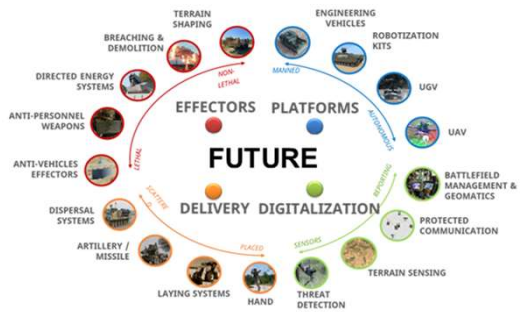 TERRAIN
SHAPING
ENGINEERING
VEHICLES
BREACHING &
DEMOLITION
ROBOTIZATION
KITS
DIRECTED ENERGY
SYSTEMS
NON-
LETHAL
MANNED
UGV
EFFECTORS
PLATFORMS
ANTI-PERSONNEL
WEAPONS
AUTONOMOUS
UAV
FUTURE
LETHAL
ANTI-VEHICLES
EFFECTORS
REPORTING
BATTLEFIELD
MANAGEMENT &
GEOMATICS
DELIVERY
DIGITALIZATION
DISPERSAL
SYSTEMS
PROTECTED
COMMUNICATION
ARTILLERY /
MISSILE
PLACED
SENSORS
TERRAIN SENSING
LAYING SYSTEMS
HAND
THREAT
DETECTION